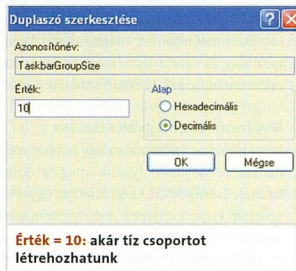 Duplaszó szerkesztése
Azonosítónév:
TaskbarGroupSize
Érték:
10
Alap
Hexadecimális
Decimális
OK
Mégse
Érték = 10: akár tíz csoportot
létrehozhatunk